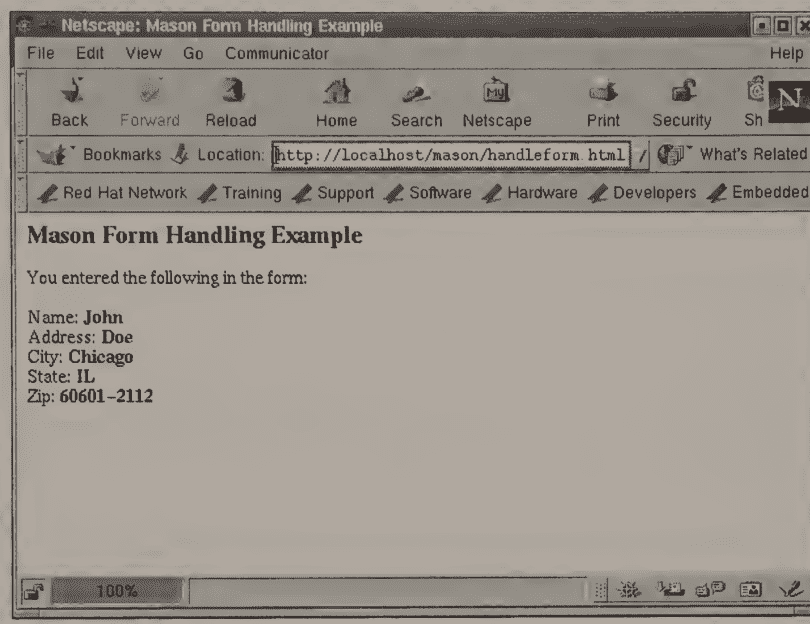 Netscape: Mason Form Handling Example
File Edit View Go Communicator Help
My N
Back Forward Reload Home Search Netscape Print Security Sh
Bookmarks Location: http://localhost/mason/handleform.html What's Related
Red Hat Network Training Support Software Hardware Developers Embedded
Mason Form Handling Example
You entered the following in the form:
Name: John
Address: Doe
City: Chicago
State: IL
Zip: 60601-2112
100%